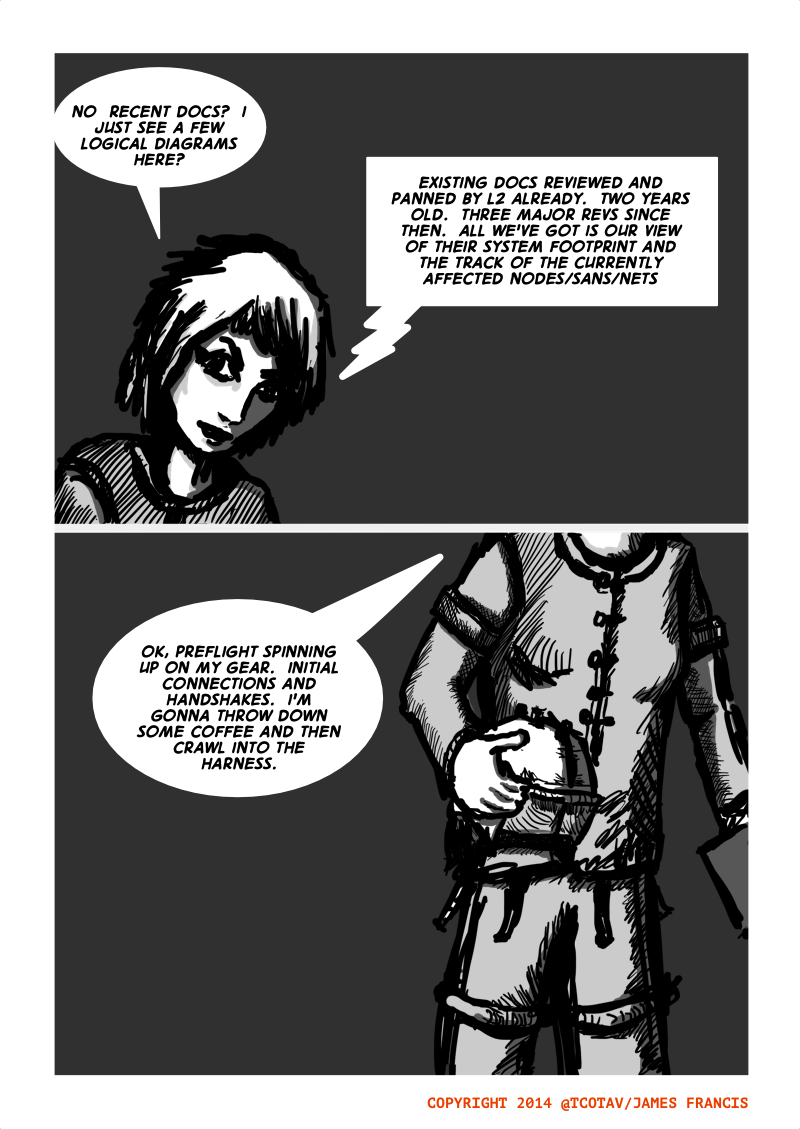 NO RECENT DOCS? I
JUST SEE A FEW
LOGICAL DIAGRAMS
HERE?
EXISTING DOCS REVIEWED AND
PANNED BY L2 ALREADY. TWO YEARS
OLD. THREE MAJOR REVS SINCE
THEN. ALL WE'VE GOT IS OUR VIEW
OF THEIR SYSTEM FOOTPRINT AND
THE TRACK OF THE CURRENTLY
AFFECTED NODES/SANS/NETS
OK, PREFLIGHT SPINNING
UP ON MY GEAR. INITIAL
CONNECTIONS AND
HANDSHAKES. I'M
GONNA THROW DOWN
SOME COFFEE AND THEN
CRAWL INTO THE
HARNESS.
COPYRIGHT 2014 @TCOTAV/JAMES FRANCIS